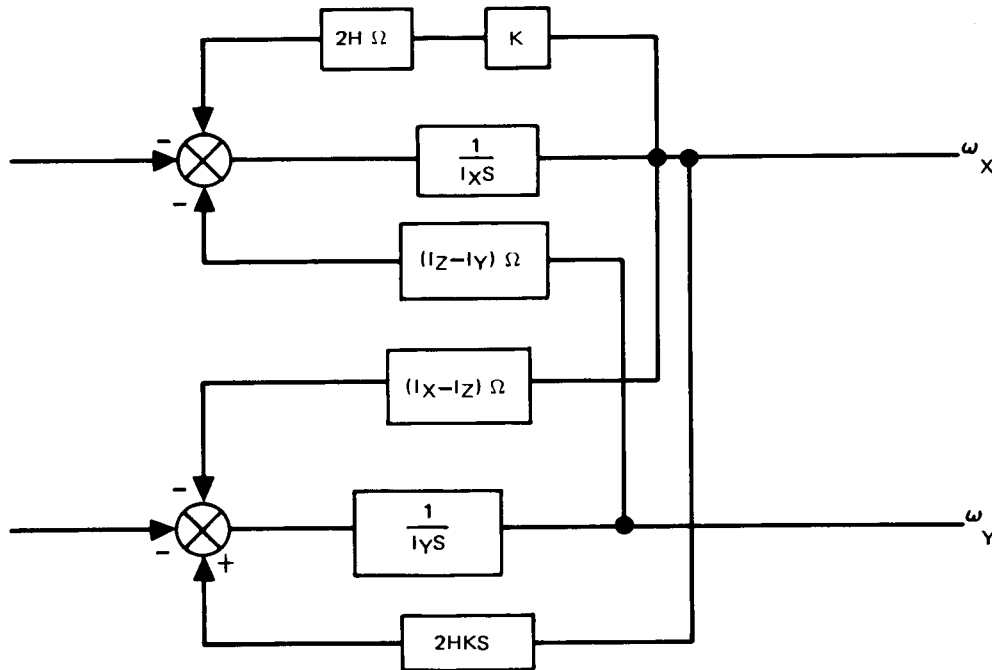 2H Ω
K
-
1
IXS
ωX
-
(IZ-IY) Ω
(IX-IZ) Ω
-
1
IYS
ωY
-
+
2HKS